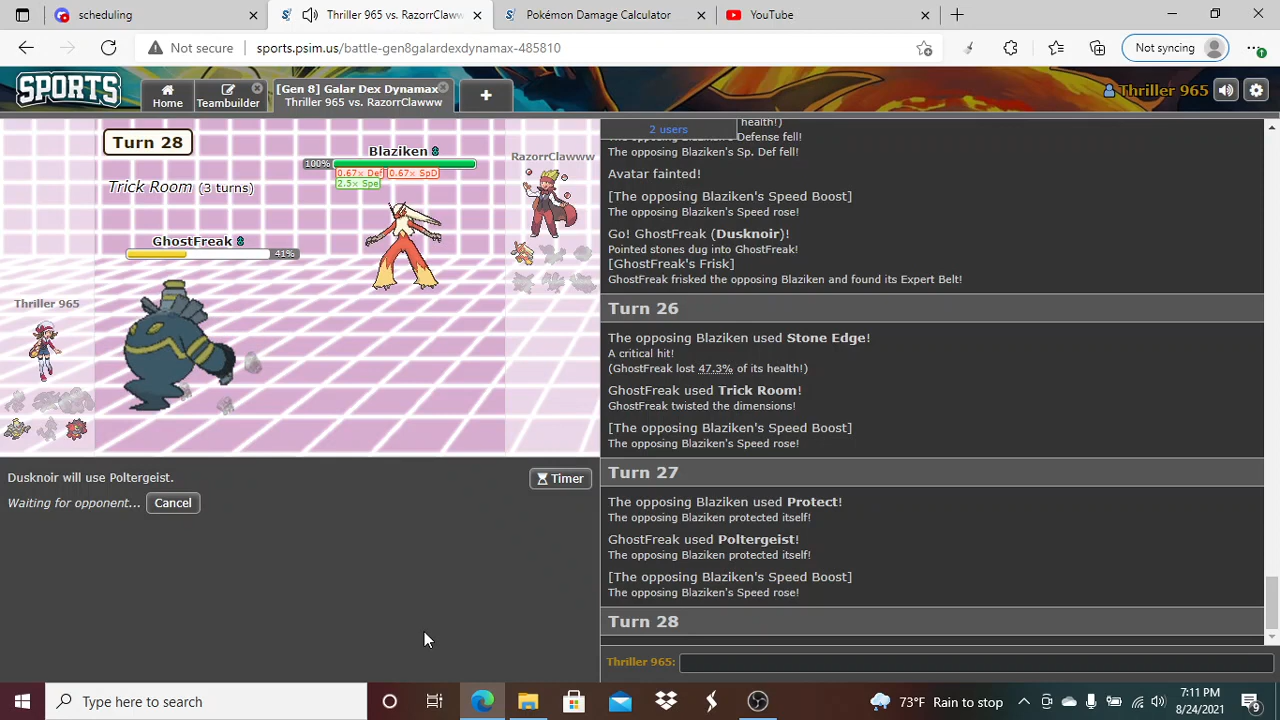 scheduling
Thriller 965 vs. RazorrClaww
Pokémon Damage Calculator
YouTube
Not secure
sports.psim.us/battle-gen8galardexdynamax-485810
Not syncing
SPORTS
Home
Teambuilder
[Gen 8] Galar Dex Dynamax
Thriller 965 vs. RazorrClawww
Thriller 965
Turn 28
Trick Room (3 turns)
Blaziken
100%
0.67× Def 0.67× SpD
2.5× Spe
RazorrClawww
GhostFreak
41%
Thriller 965
Dusknoir will use Poltergeist.
Timer
Waiting for opponent... Cancel
2 users
health!)
Defense fell!
The opposing Blaziken's Sp. Def fell!
Avatar fainted!
[The opposing Blaziken's Speed Boost]
The opposing Blaziken's Speed rose!
Go! GhostFreak (Dusknoir)!
Pointed stones dug into GhostFreak!
[GhostFreak's Frisk]
GhostFreak frisked the opposing Blaziken and found its Expert Belt!
Turn 26
The opposing Blaziken used Stone Edge!
A critical hit!
(GhostFreak lost 47.3% of its health!)
GhostFreak used Trick Room!
GhostFreak twisted the dimensions!
[The opposing Blaziken's Speed Boost]
The opposing Blaziken's Speed rose!
Turn 27
The opposing Blaziken used Protect!
The opposing Blaziken protected itself!
GhostFreak used Poltergeist!
The opposing Blaziken protected itself!
[The opposing Blaziken's Speed Boost]
The opposing Blaziken's Speed rose!
Turn 28
Thriller 965:
Type here to search
73°F Rain to stop
7:11 PM
8/24/2021
9